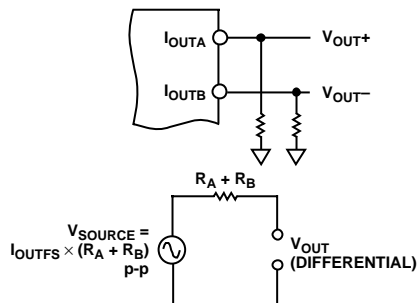 IOUTA
VOUT+
IOUTB
VOUT–
RA + RB
VSOURCE =
IOUTFS × (RA + RB)
p-p
VOUT
(DIFFERENTIAL)